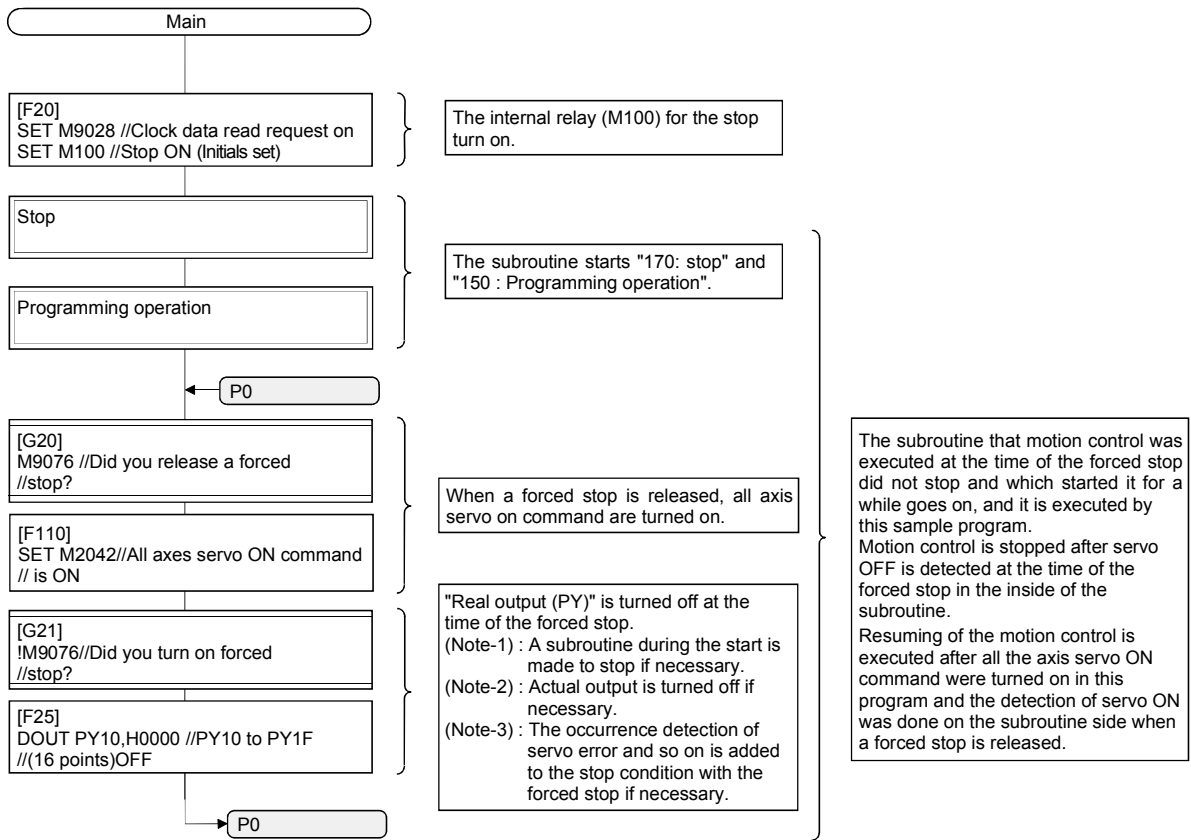 Main
[F20]
SET M9028 //Clock data read request on
SET M100 //Stop ON (Initials set)
The internal relay (M100) for the stop
turn on.
Stop
Programming operation
The subroutine starts "170: stop" and
"150 : Programming operation".
P0
[G20]
M9076 //Did you release a forced
//stop?
[F110]
SET M2042//All axes servo ON command
// is ON
When a forced stop is released, all axis
servo on command are turned on.
[G21]
!M9076//Did you turn on forced
//stop?
[F25]
DOUT PY10,H0000 //PY10 to PY1F
//(16 points)OFF
"Real output (PY)" is turned off at the
time of the forced stop.
(Note-1) : A subroutine during the start is
made to stop if necessary.
(Note-2) : Actual output is turned off if
necessary.
(Note-3) : The occurrence detection of
servo error and so on is added
to the stop condition with the
forced stop if necessary.
P0
The subroutine that motion control was
executed at the time of the forced stop
did not stop and which started it for a
while goes on, and it is executed by
this sample program.
Motion control is stopped after servo
OFF is detected at the time of the
forced stop in the inside of the
subroutine.
Resuming of the motion control is
executed after all the axis servo ON
command were turned on in this
program and the detection of servo ON
was done on the subroutine side when
a forced stop is released.